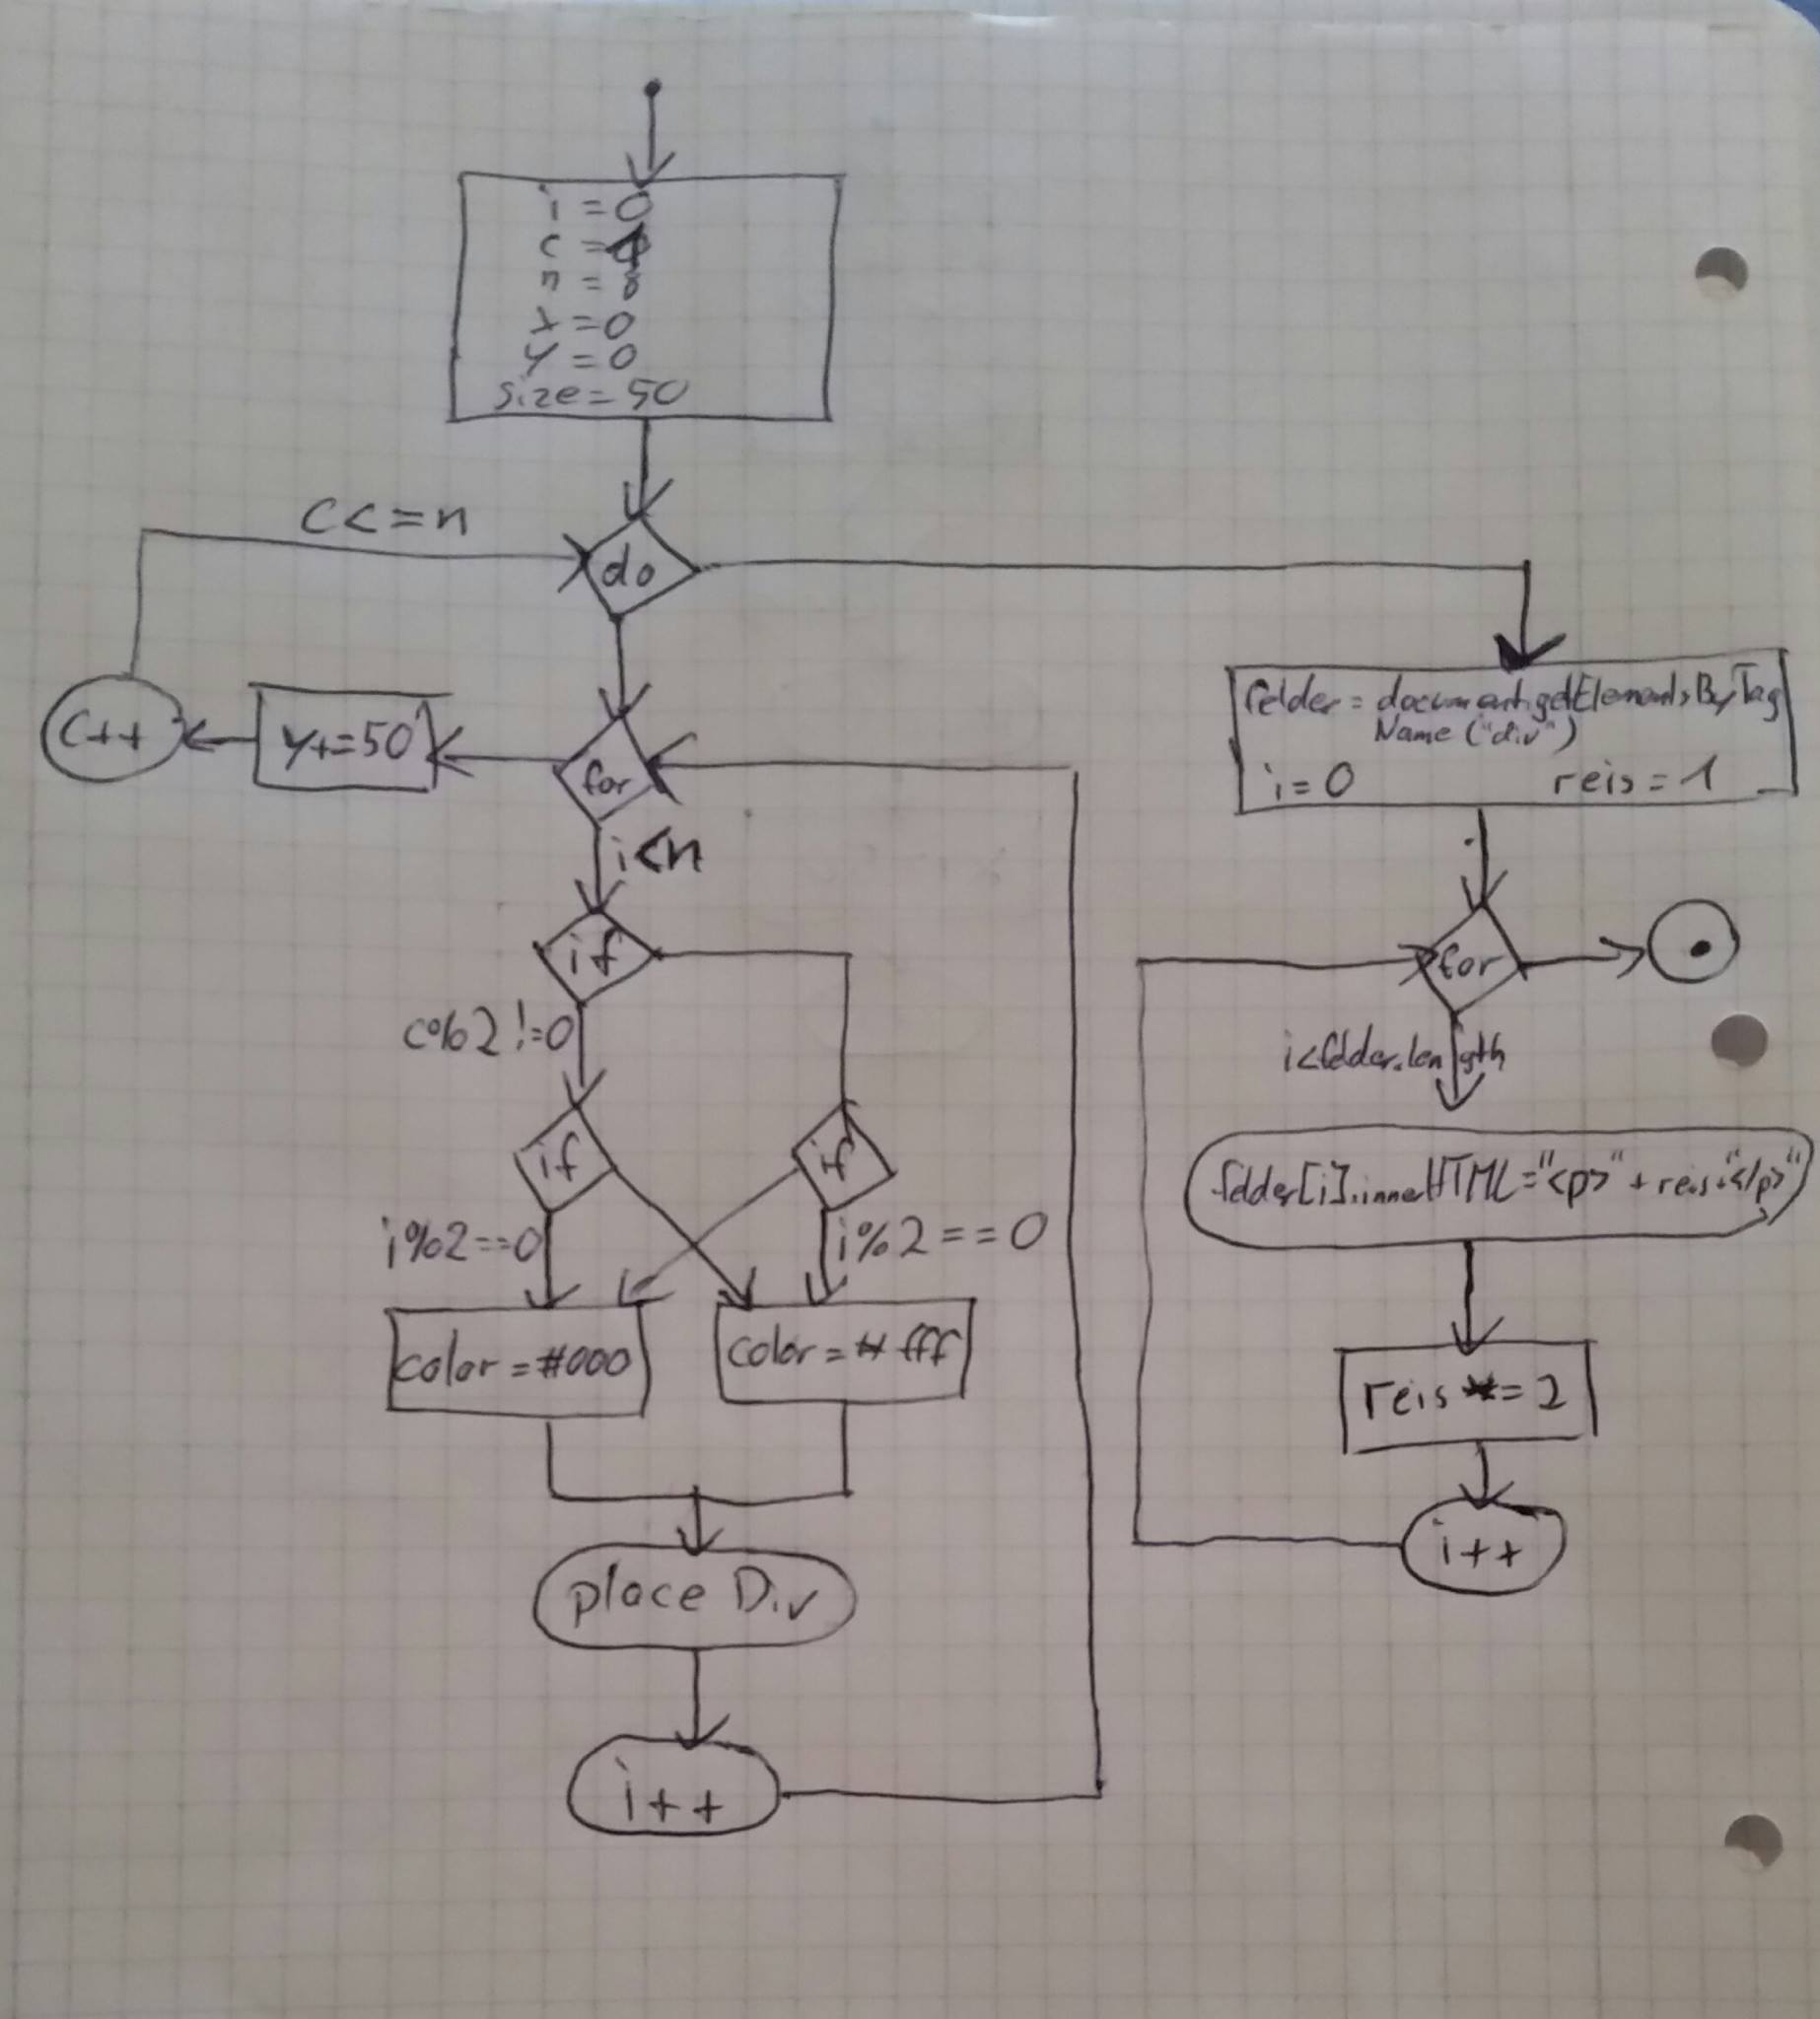 i = 0
c = 1
n = 8
x = 0
y = 0
size = 50
c<=n
do
felder = document.getElementsByTag
Name ("div")
i = 0 reis = 1
c++
y+=50
for
i<n
if
for
c%2 != 0
i<felder.length
if
if
felder[i].innerHTML="<p>" + reis+"</p>"
i%2==0
i%2 == 0
color = #000
color = #fff
reis *= 2
place Div
i++
i++